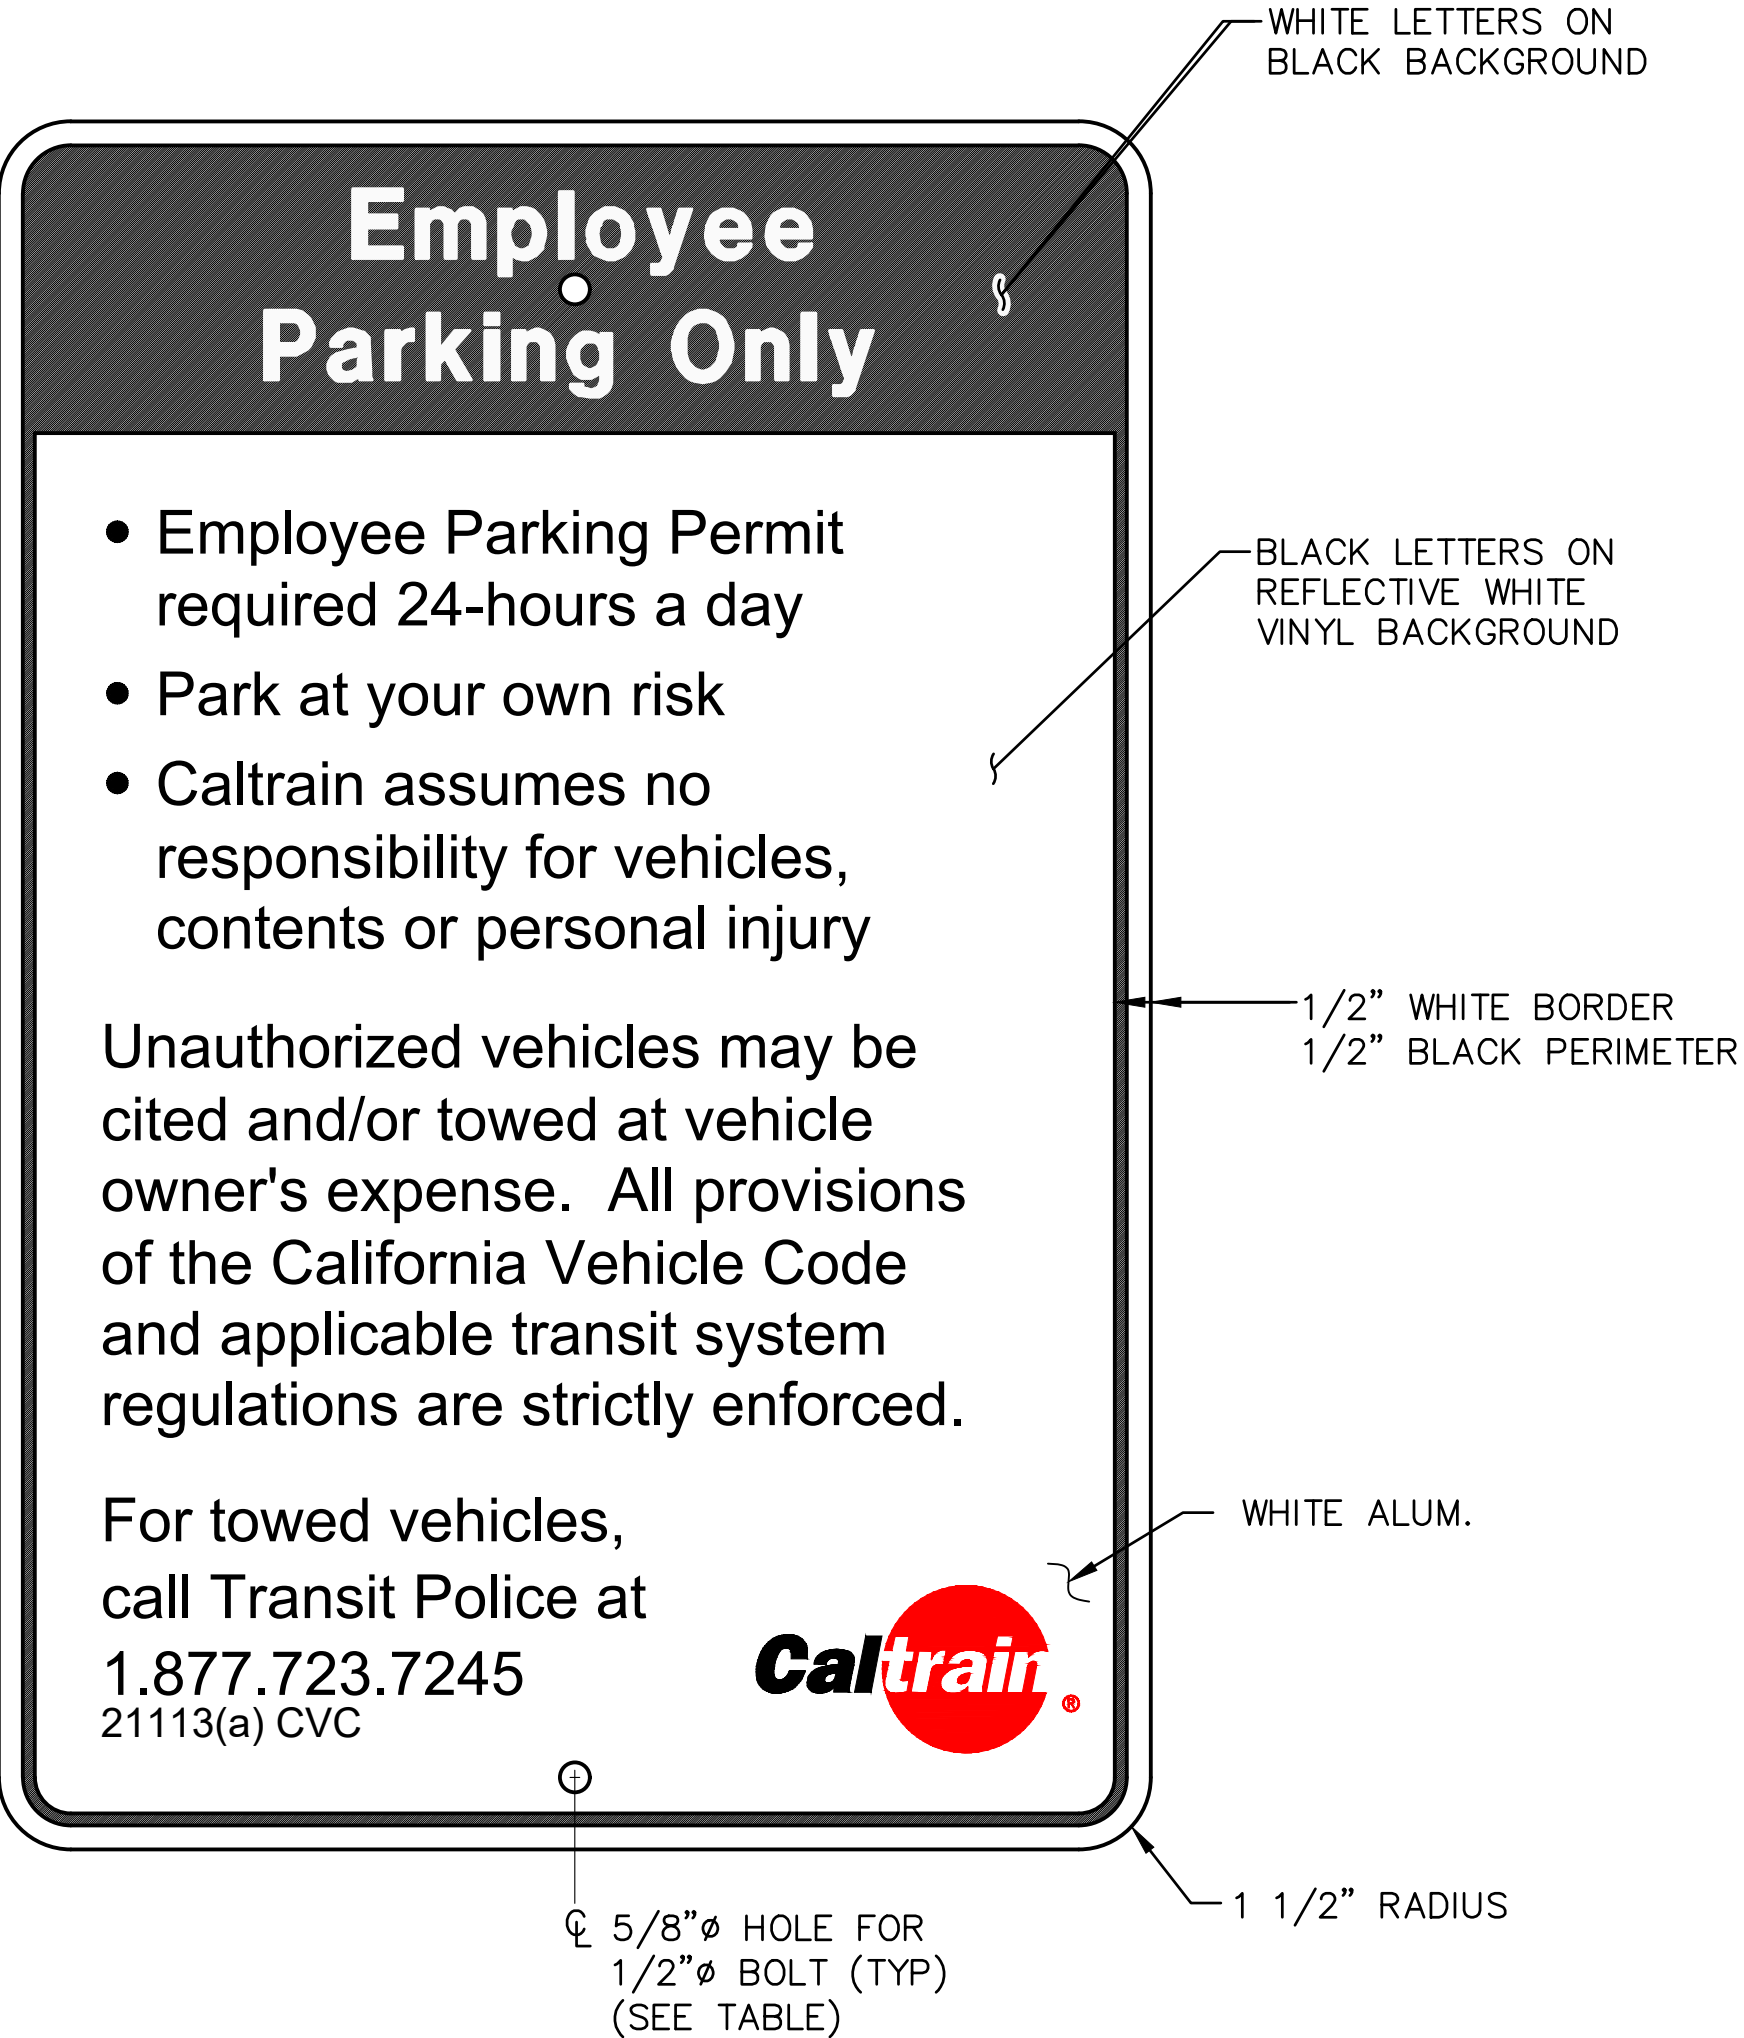 WHITE LETTERS ON
BLACK BACKGROUND
Employee
Parking Only
• Employee Parking Permit
required 24-hours a day
• Park at your own risk
• Caltrain assumes no
responsibility for vehicles,
contents or personal injury
BLACK LETTERS ON
REFLECTIVE WHITE
VINYL BACKGROUND
1/2" WHITE BORDER
1/2" BLACK PERIMETER
Unauthorized vehicles may be
cited and/or towed at vehicle
owner's expense.  All provisions
of the California Vehicle Code
and applicable transit system
regulations are strictly enforced.
For towed vehicles,
call Transit Police at
1.877.723.7245
21113(a) CVC
WHITE ALUM.
Caltrain ®
1 1/2" RADIUS
℄ 5/8"ø HOLE FOR
1/2"ø BOLT (TYP)
(SEE TABLE)